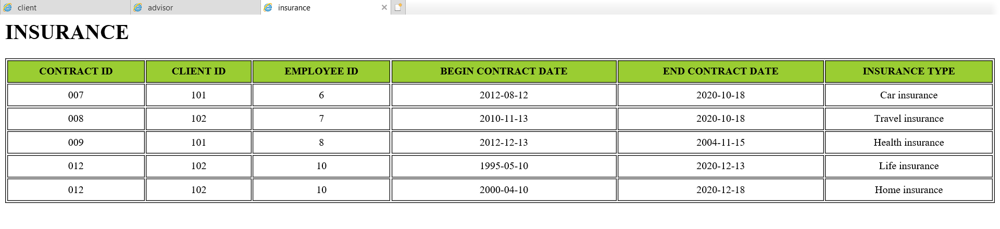 client advisor insurance
INSURANCE
CONTRACT ID CLIENT ID EMPLOYEE ID BEGIN CONTRACT DATE END CONTRACT DATE INSURANCE TYPE
007 101 6 2012-08-12 2020-10-18 Car insurance
008 102 7 2010-11-13 2020-10-18 Travel insurance
009 101 8 2012-12-13 2004-11-15 Health insurance
012 102 10 1995-05-10 2020-12-13 Life insurance
012 102 10 2000-04-10 2020-12-18 Home insurance